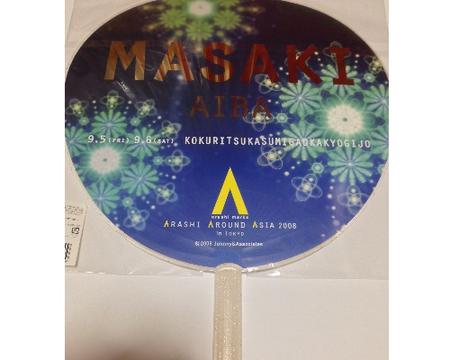 MASAKI
AIBA
9.5(FRI) 9.6(SAT) KOKURITSUKASUMIGAOKAKYOGIJO
arashi marks
ARASHI AROUND ASIA 2008
in TOKYO
©2008 Johnny&Associates